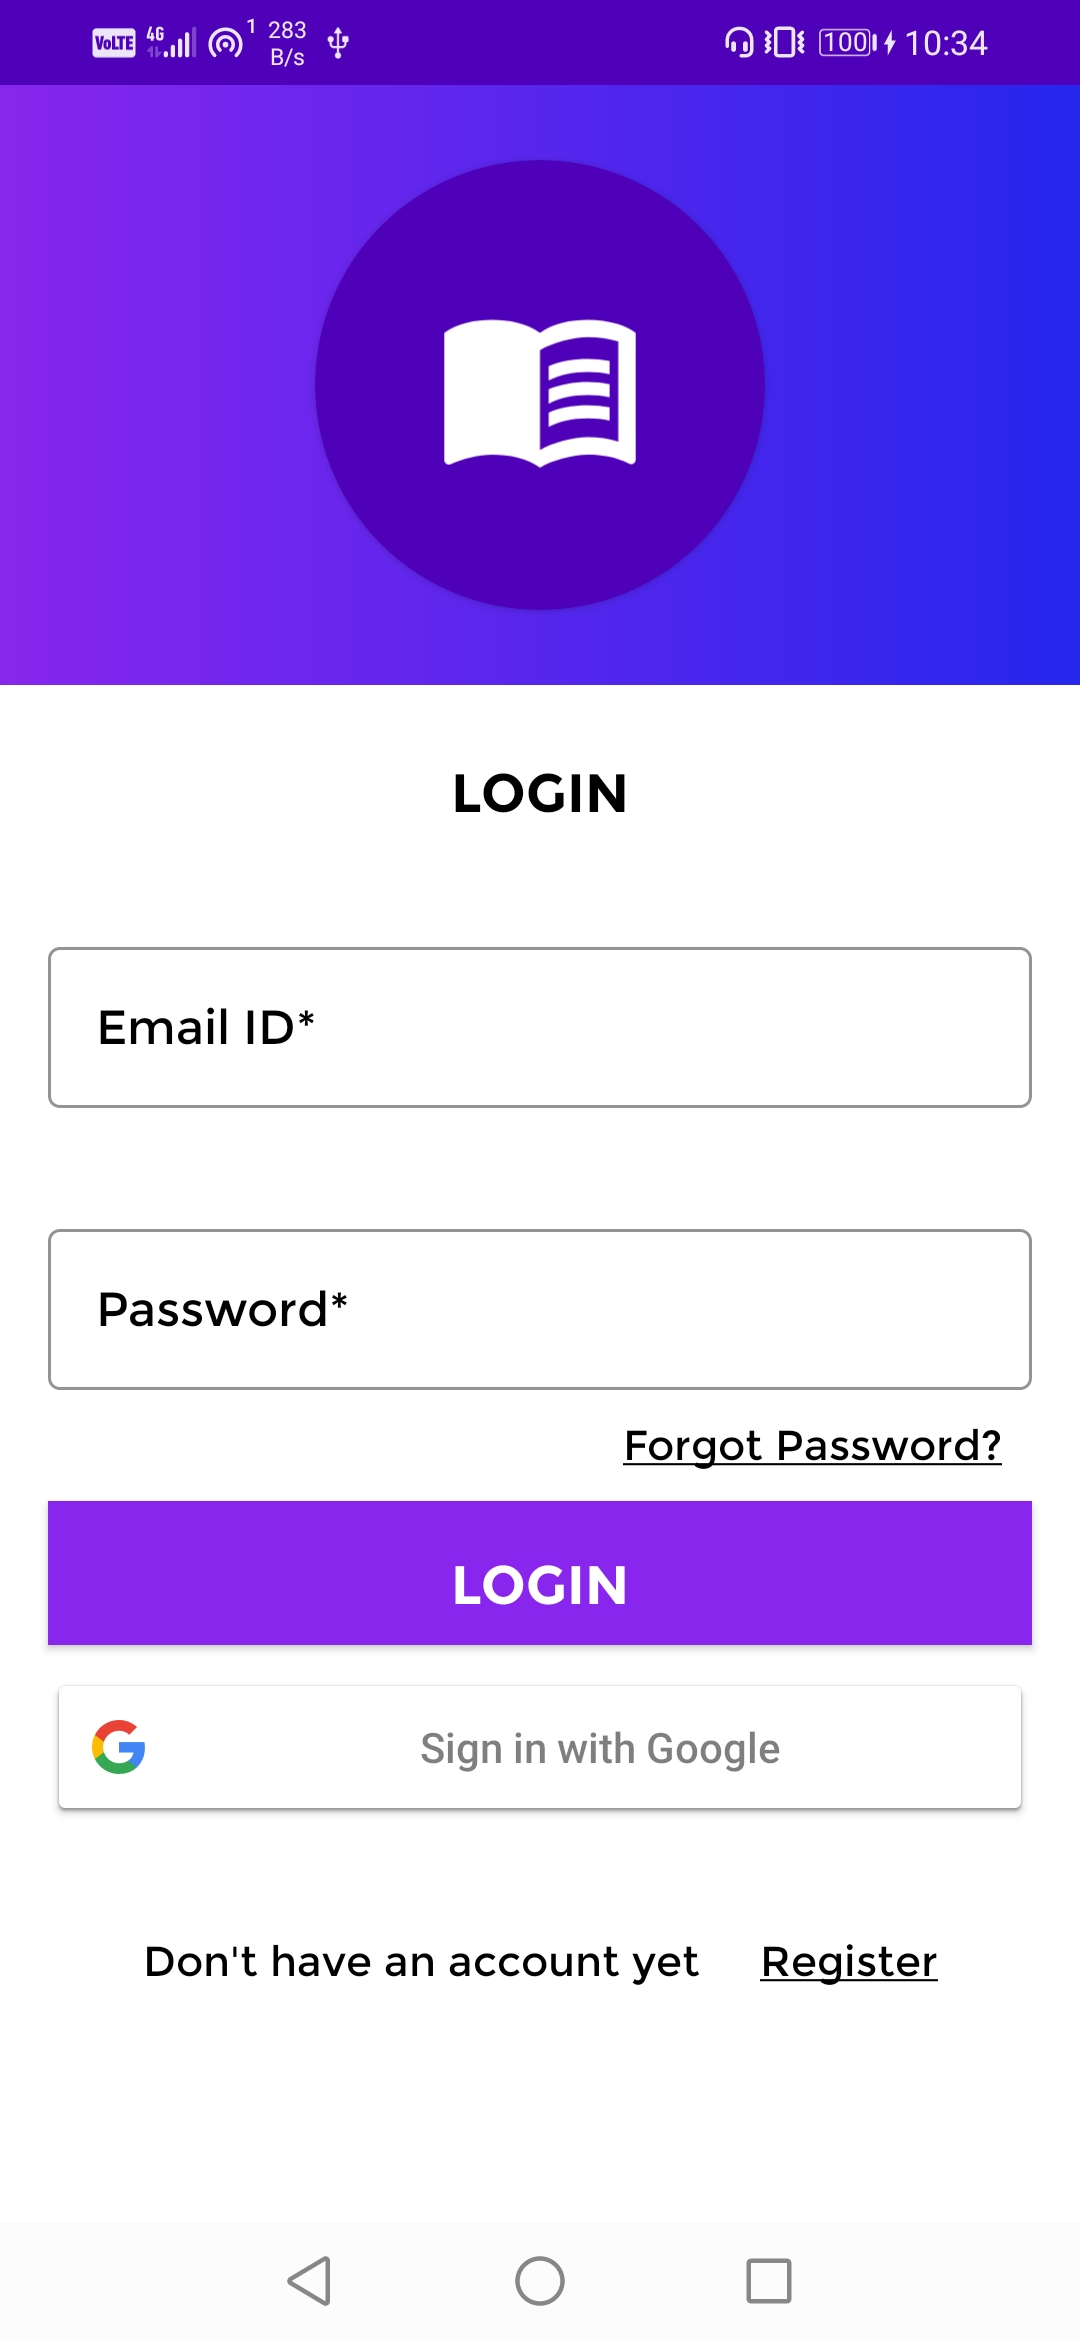 VoLTE 4G 1 283 B/s 100 10:34
LOGIN
Email ID*
Password*
Forgot Password?
LOGIN
Sign in with Google
Don't have an account yet Register